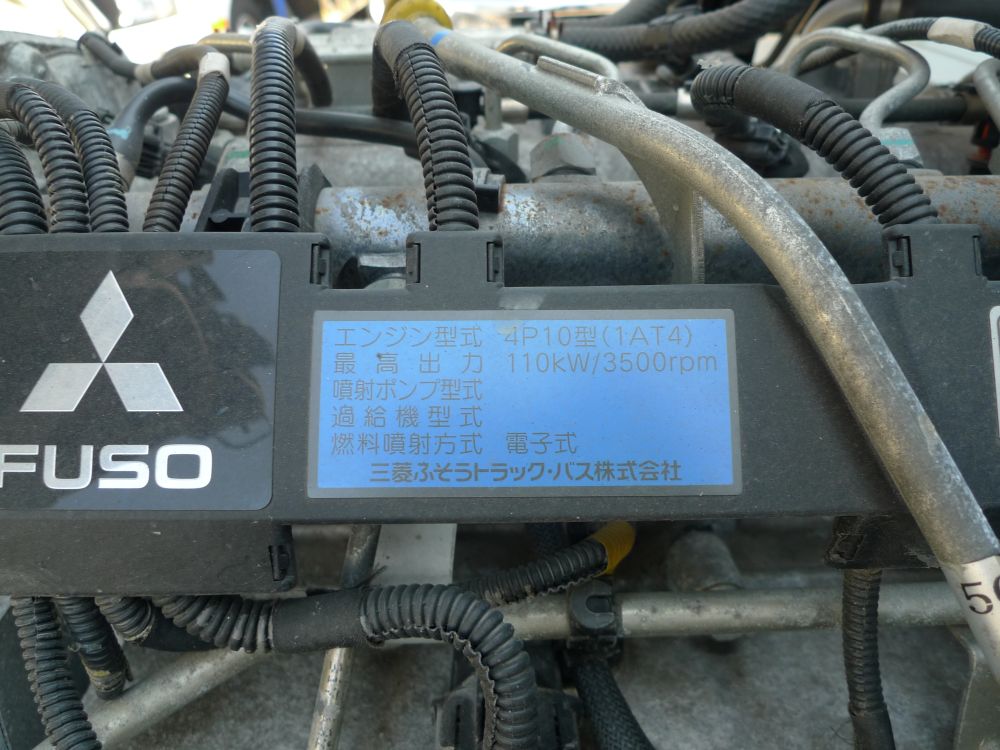 FUSO
エンジン型式 4P10型(1AT4)
最高出力 110kW/3500rpm
噴射ポンプ型式
過給機型式
燃料噴射方式 電子式
三菱ふそうトラック・バス株式会社